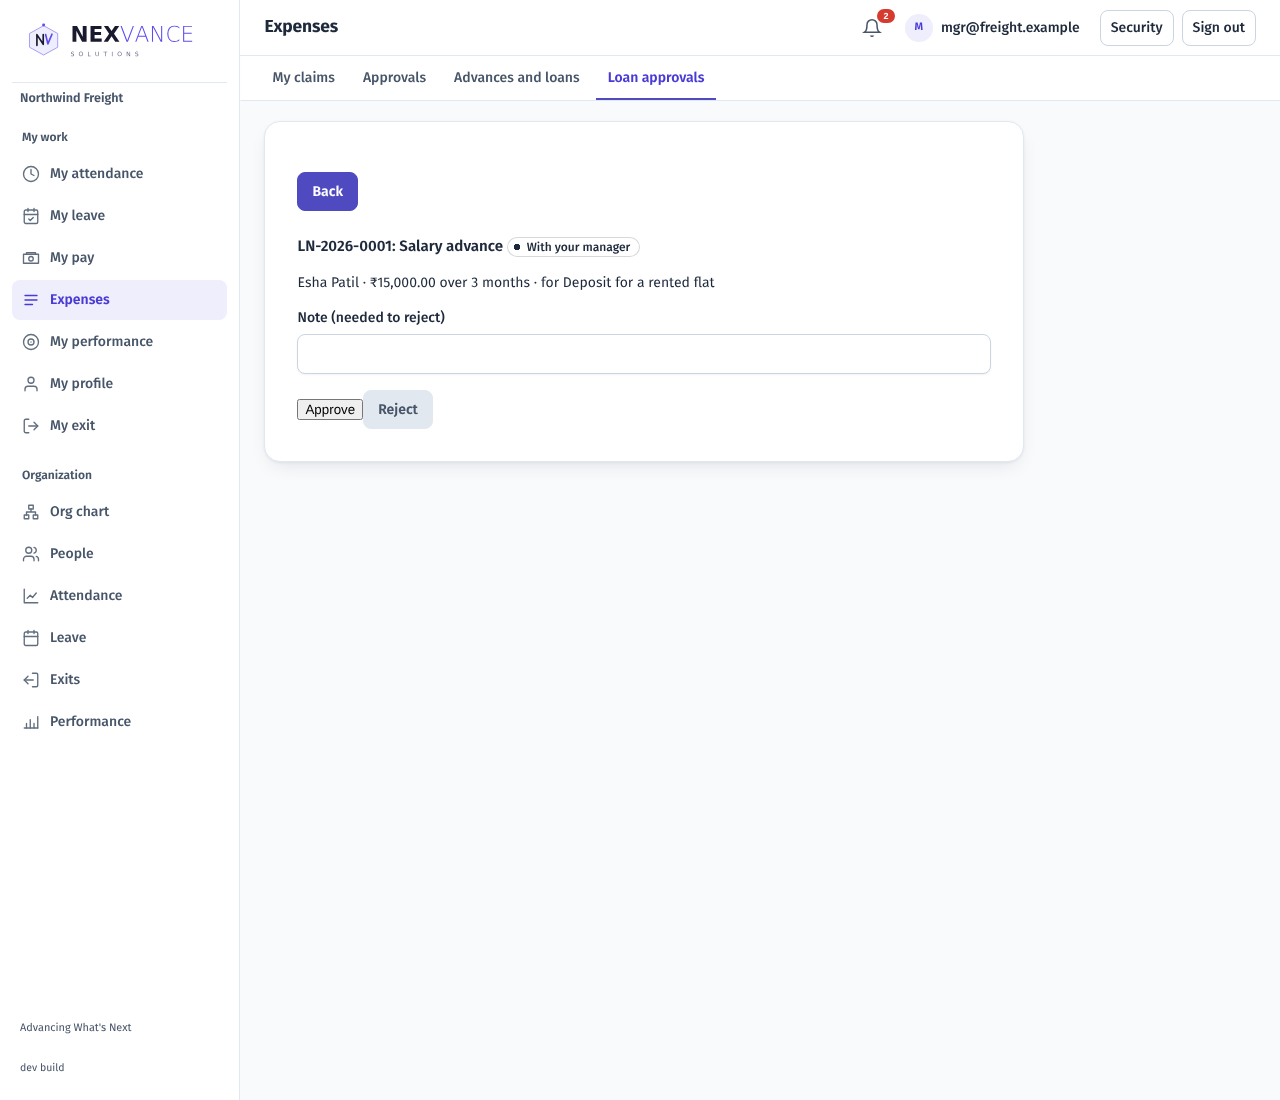 NV NEXVANCE
SOLUTIONS
Northwind Freight
My work
My attendance
My leave
My pay
Expenses
My performance
My profile
My exit
Organization
Org chart
People
Attendance
Leave
Exits
Performance
Advancing What's Next
dev build
Expenses
2
M
mgr@freight.example
Security
Sign out
My claims
Approvals
Advances and loans
Loan approvals
Back
LN-2026-0001: Salary advance
With your manager
Esha Patil · ₹15,000.00 over 3 months · for Deposit for a rented flat
Note (needed to reject)
Approve
Reject